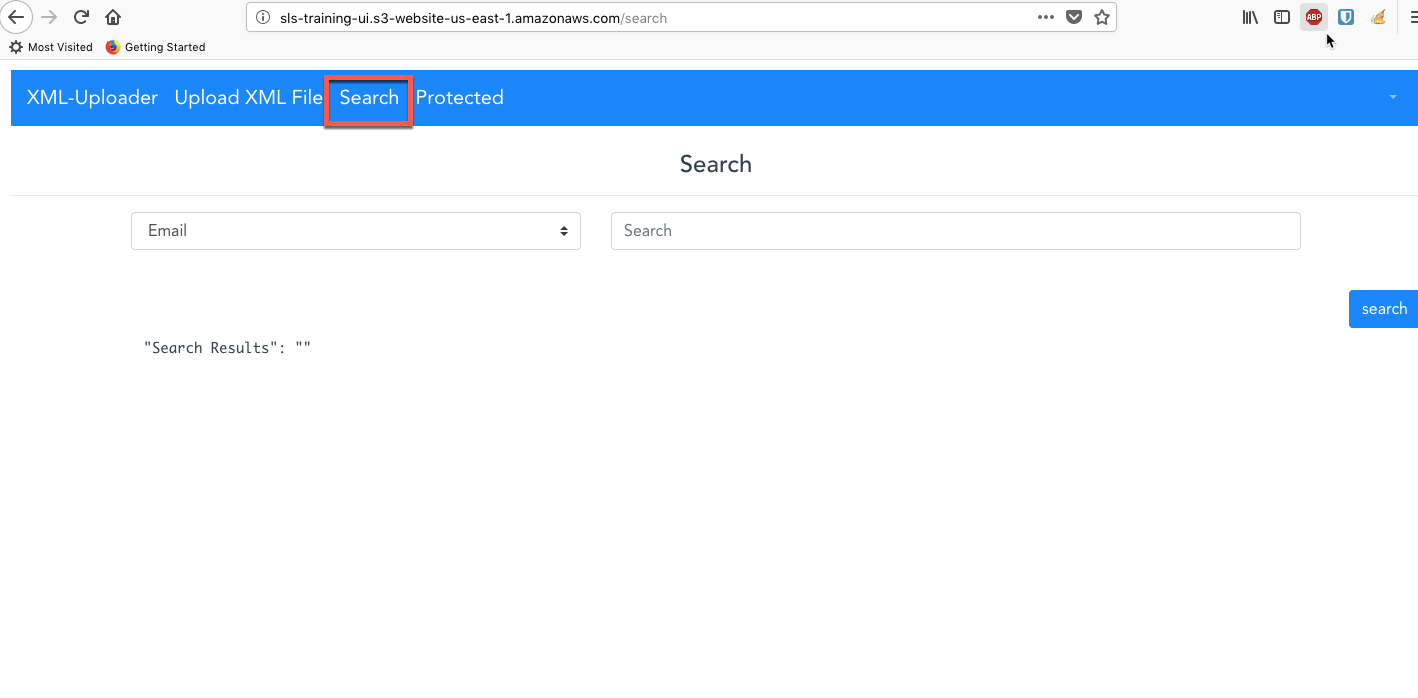 sls-training-ui.s3-website-us-east-1.amazonaws.com/search
ABP
Most Visited Getting Started
XML-Uploader Upload XML File Search Protected
Search
Email Search
search
"Search Results": ""